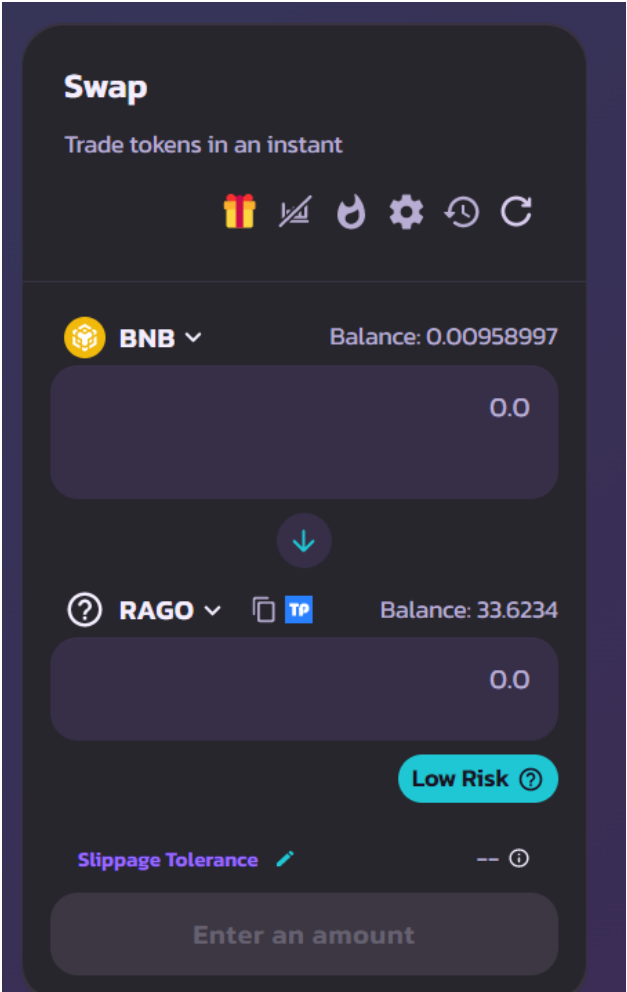 Swap
Trade tokens in an instant
BNB Balance: 0.00958997
0.0
RAGO TP Balance: 33.6234
0.0
Low Risk ?
Slippage Tolerance --
Enter an amount